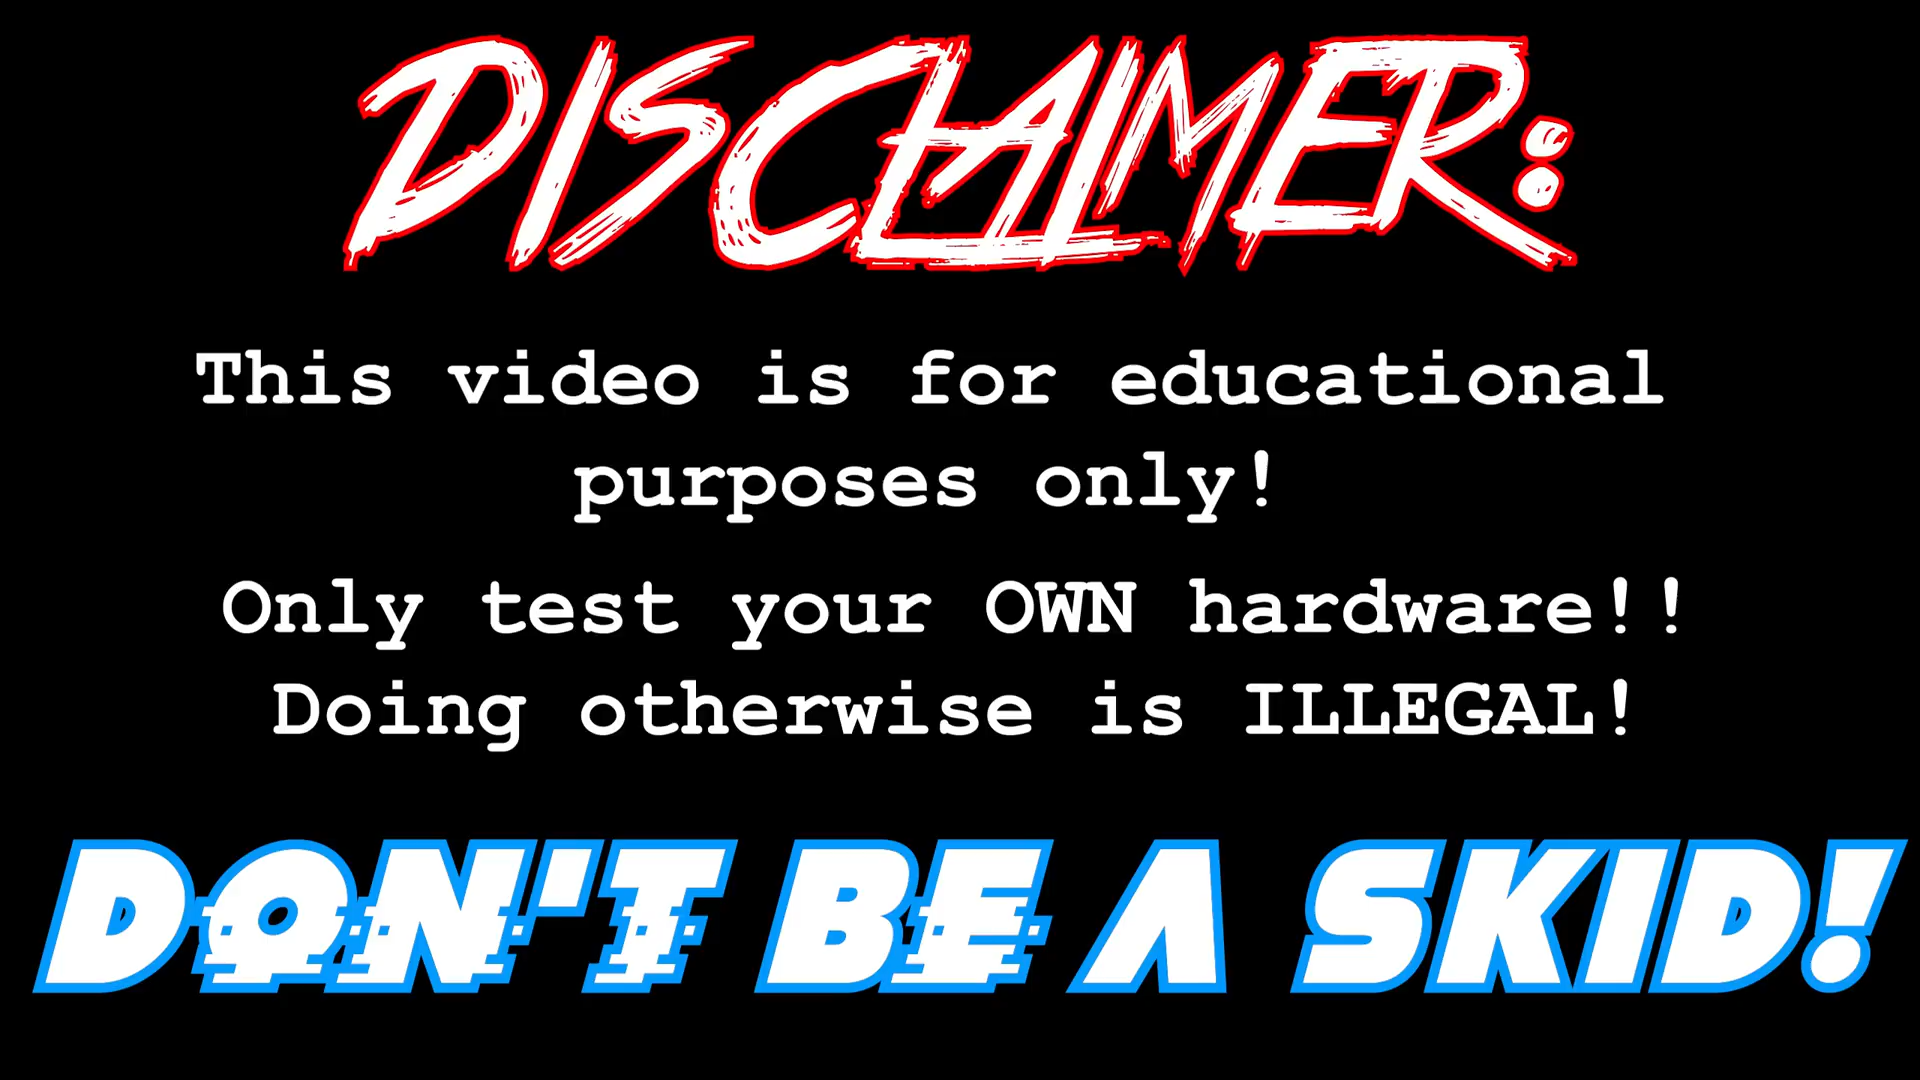 DISCLAIMER:
This video is for educational
purposes only!
Only test your OWN hardware!!
Doing otherwise is ILLEGAL!
DON'T BE A SKID!